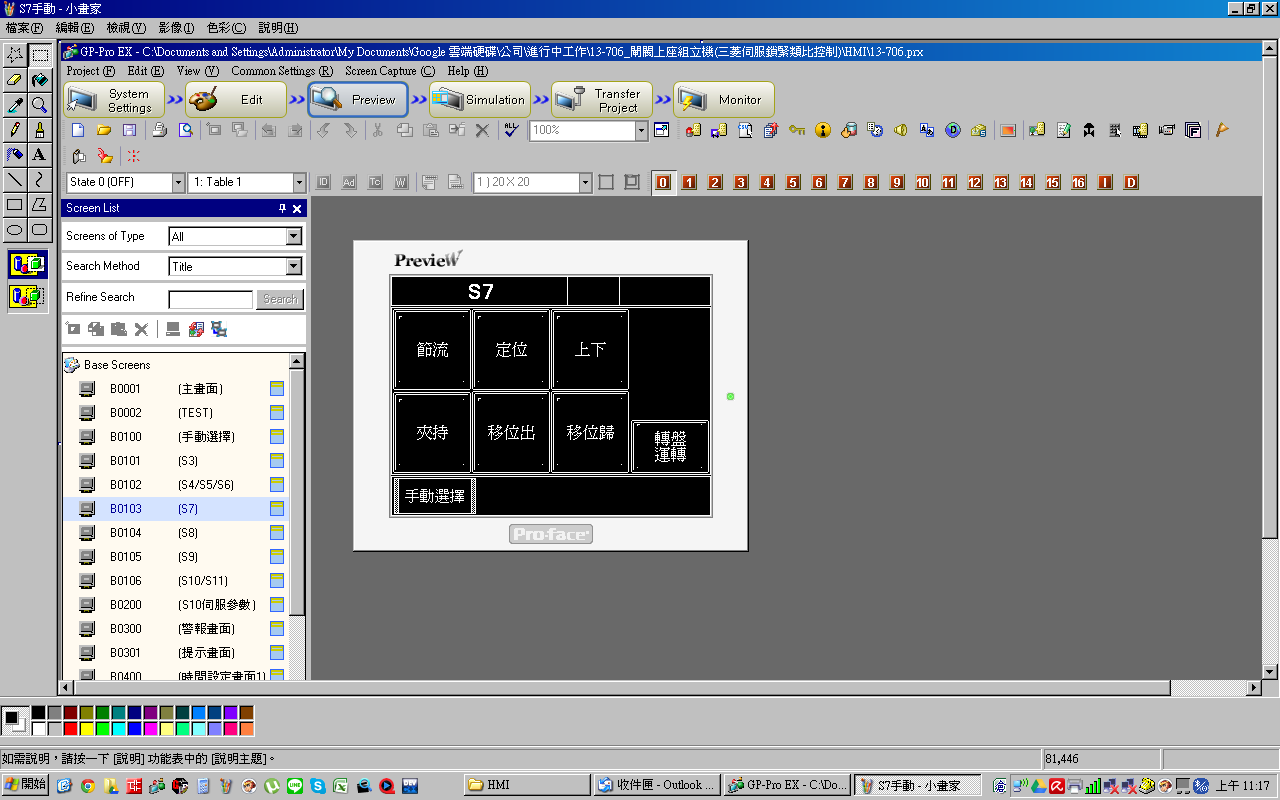 S7手動 - 小畫家
檔案(F) 編輯(E) 檢視(V) 影像(I) 色彩(C) 說明(H)
GP-Pro EX - C:\Documents and Settings\Administrator\My Documents\Google 雲端硬碟\公司\進行中工作\13-706_閥閥上座組立機(三菱伺服鎖緊類比控制)\HMI\13-706.prx
Project (F) Edit (E) View (V) Common Settings (R) Screen Capture (C) Help (H)
System Settings Edit Preview Simulation Transfer Project Monitor
ALL 100%
State 0 (OFF) 1: Table 1 ID Ad Tc W 1 ) 20 X 20 0 1 2 3 4 5 6 7 8 9 10 11 12 13 14 15 16 I D
Screen List
Screens of Type All
Search Method Title
Refine Search Search
Base Screens
B0001 (主畫面)
B0002 (TEST)
B0100 (手動選擇)
B0101 (S3)
B0102 (S4/S5/S6)
B0103 (S7)
B0104 (S8)
B0105 (S9)
B0106 (S10/S11)
B0200 (S10伺服參數)
B0300 (警報畫面)
B0301 (提示畫面)
B0400 (時間設定畫面1)
PrevieW
S7
節流 定位 上下
夾持 移位出 移位歸 轉盤
運轉
手動選擇
Pro-face
如需說明，請按一下 [說明] 功能表中的 [說明主題]。
81,446
開始 HMI 收件匣 - Outlook ... GP-Pro EX - C:\Do... S7手動 - 小畫家 上午 11:17